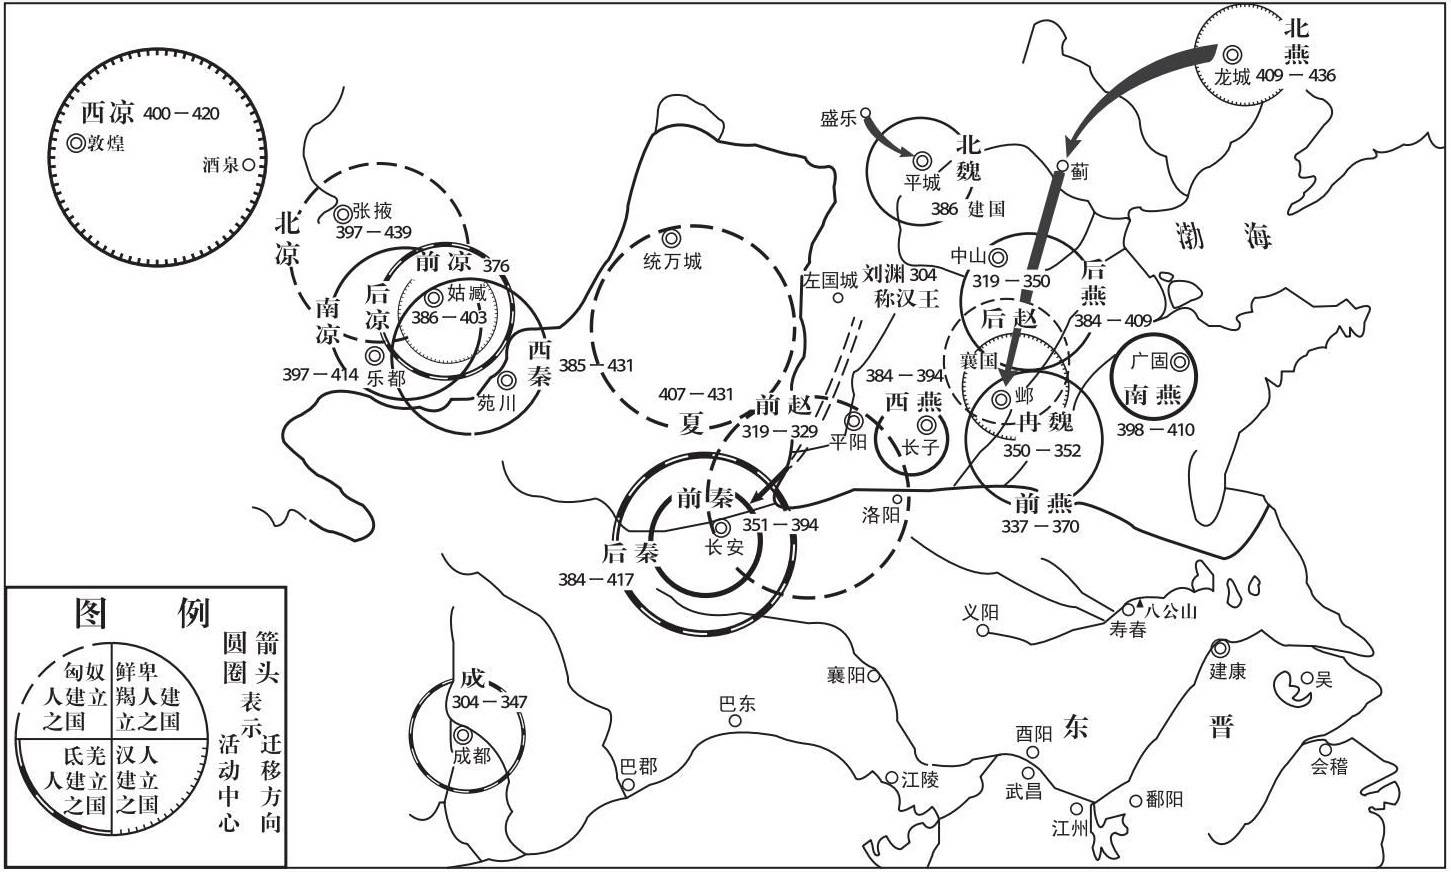 西凉 400－420
敦煌
酒泉
北凉
张掖
397－439
前凉 376
姑臧
后凉
386－403
南凉
397－414
乐都
西秦
385－431
苑川
统万城
407－431
夏
盛乐
平城
北魏
386 建国
北燕
龙城 409－436
蓟
渤海
左国城
刘渊 304
称汉王
中山
319－350
后燕
384－409
后赵
襄国
邺
冉魏
350－352
前燕
337－370
广固
南燕
398－410
384－394
西燕
长子
前赵
319－329
平阳
洛阳
前秦
351－394
长安
后秦
384－417
成
304－347
成都
巴郡
巴东
襄阳
江陵
义阳
寿春
八公山
建康
吴
会稽
东晋
酉阳
武昌
江州
鄱阳
图例
匈奴
人建立
之国
鲜卑
羯人建
立之国
氐羌
人建立
之国
汉人
建立
之国
箭头表示迁移方向
圆圈
活动中心